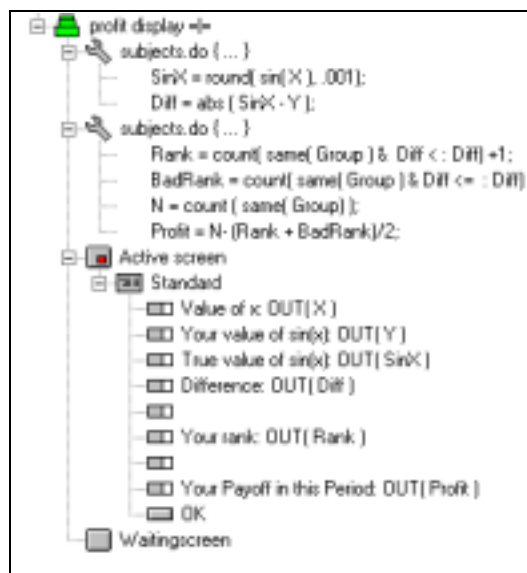 profit display =|=
subjects.do { ... }
SinX = round( sin( X ), .001);
Diff = abs ( SinX - Y );
subjects.do { ... }
Rank = count( same( Group ) & Diff < : Diff) +1;
BadRank = count( same( Group ) & Diff <= : Diff)
N = count ( same( Group) );
Profit = N- (Rank + BadRank)/2;
Active screen
Standard
Value of x: OUT( X )
Your value of sin(x): OUT( Y )
True value of sin(x): OUT( SinX )
Difference: OUT( Diff )
Your rank: OUT( Rank )
Your Payoff in this Period: OUT( Profit )
OK
Waitingscreen